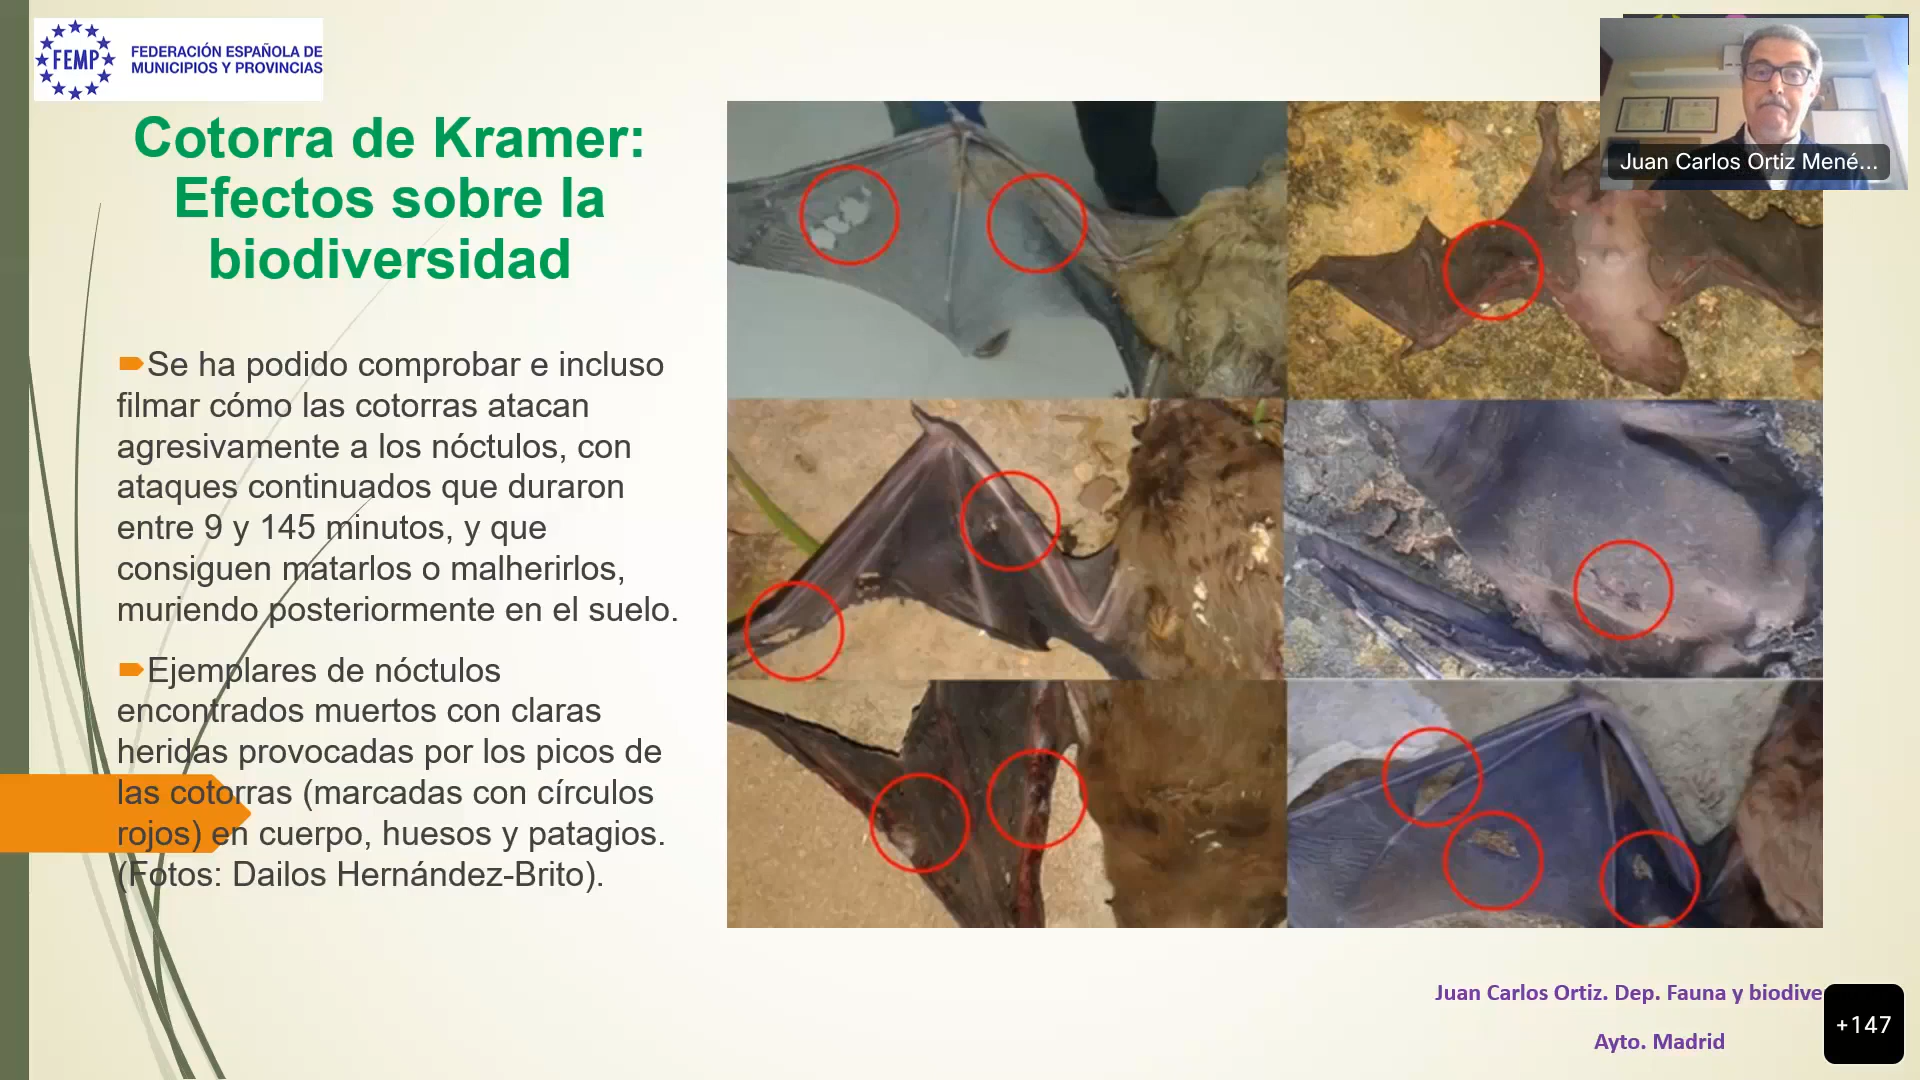 FEMP
FEDERACIÓN ESPAÑOLA DE
MUNICIPIOS Y PROVINCIAS
Cotorra de Kramer:
Efectos sobre la
biodiversidad
Se ha podido comprobar e incluso
filmar cómo las cotorras atacan
agresivamente a los nóctulos, con
ataques continuados que duraron
entre 9 y 145 minutos, y que
consiguen matarlos o malherirlos,
muriendo posteriormente en el suelo.
Ejemplares de nóctulos
encontrados muertos con claras
heridas provocadas por los picos de
las cotorras (marcadas con círculos
rojos) en cuerpo, huesos y patagios.
(Fotos: Dailos Hernández-Brito).
Juan Carlos Ortiz Mené...
Juan Carlos Ortiz. Dep. Fauna y biodive
Ayto. Madrid
+147